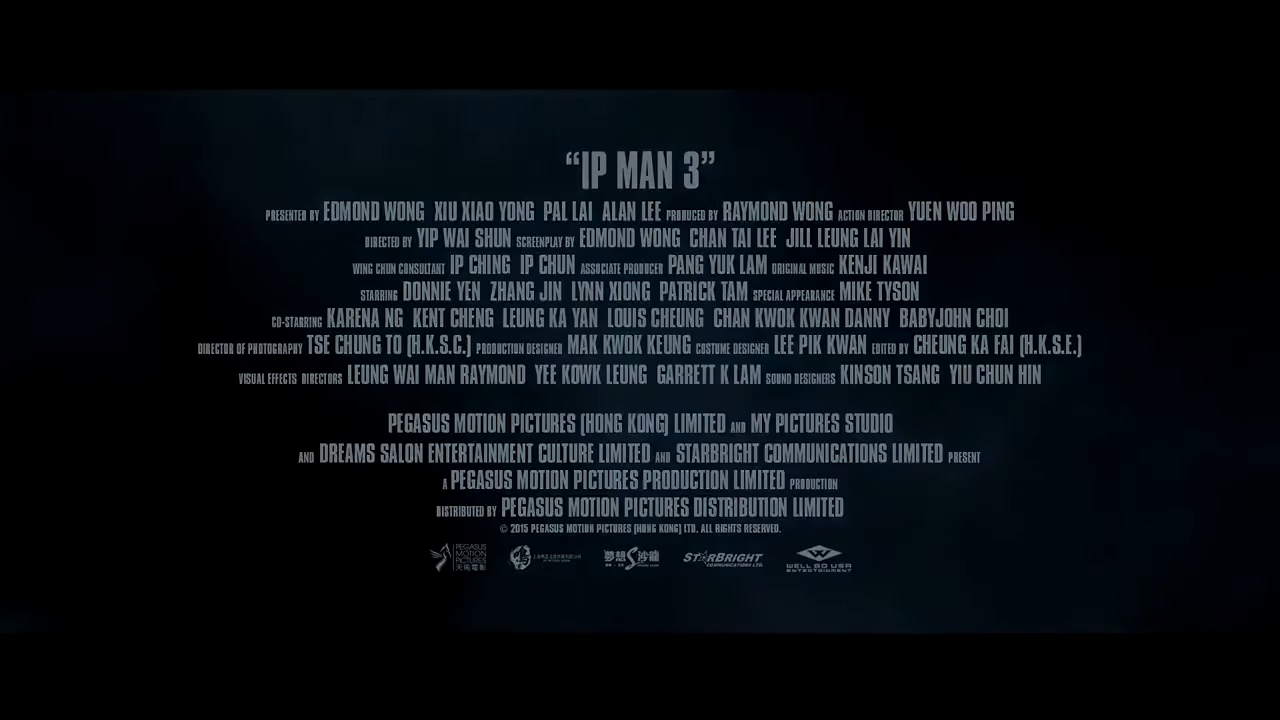 “IP MAN 3”
PRESENTED BY EDMOND WONG XIU XIAO YONG PAL LAI ALAN LEE PRODUCED BY RAYMOND WONG ACTION DIRECTOR YUEN WOO PING
DIRECTED BY YIP WAI SHUN SCREENPLAY BY EDMOND WONG CHAN TAI LEE JILL LEUNG LAI YIN
WING CHUN CONSULTANT IP CHING IP CHUN ASSOCIATE PRODUCER PANG YUK LAM ORIGINAL MUSIC KENJI KAWAI
STARRING DONNIE YEN ZHANG JIN LYNN XIONG PATRICK TAM SPECIAL APPEARANCE MIKE TYSON
CO-STARRING KARENA NG KENT CHENG LEUNG KA YAN LOUIS CHEUNG CHAN KWOK KWAN DANNY BABYJOHN CHOI
DIRECTOR OF PHOTOGRAPHY TSE CHUNG TO (H.K.S.C.) PRODUCTION DESIGNER MAK KWOK KEUNG COSTUME DESIGNER LEE PIK KWAN EDITED BY CHEUNG KA FAI (H.K.S.E.)
VISUAL EFFECTS DIRECTORS LEUNG WAI MAN RAYMOND YEE KOWK LEUNG GARRETT K LAM SOUND DESIGNERS KINSON TSANG YIU CHUN HIN
PEGASUS MOTION PICTURES (HONG KONG) LIMITED AND MY PICTURES STUDIO
AND DREAMS SALON ENTERTAINMENT CULTURE LIMITED AND STARBRIGHT COMMUNICATIONS LIMITED PRESENT
A PEGASUS MOTION PICTURES PRODUCTION LIMITED PRODUCTION
DISTRIBUTED BY PEGASUS MOTION PICTURES DISTRIBUTION LIMITED
© 2015 PEGASUS MOTION PICTURES (HONG KONG) LTD. ALL RIGHTS RESERVED.
PEGASUS
MOTION
PICTURES
天馬電影
夢想 沙龍
STARBRIGHT
COMMUNICATIONS LTD.
WELL GO USA
ENTERTAINMENT